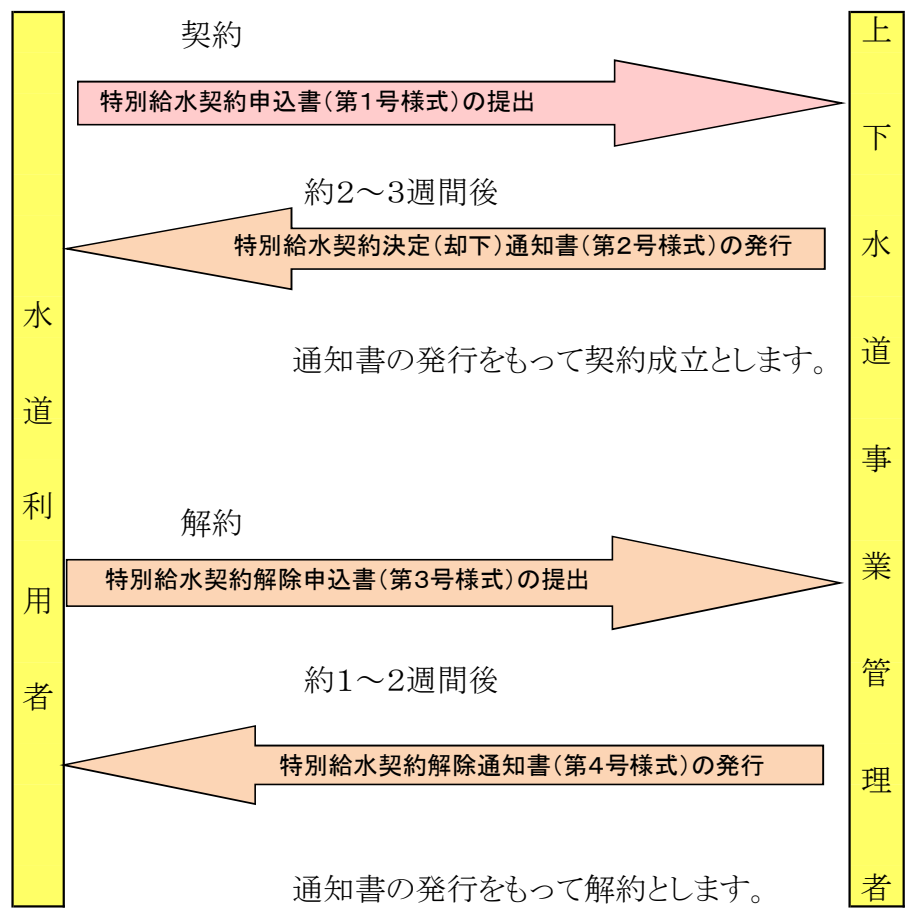 水道利用者
上下水道事業管理者
契約
特別給水契約申込書(第1号様式)の提出
約2～3週間後
特別給水契約決定(却下)通知書(第2号様式)の発行
通知書の発行をもって契約成立とします。
解約
特別給水契約解除申込書(第3号様式)の提出
約1～2週間後
特別給水契約解除通知書(第4号様式)の発行
通知書の発行をもって解約とします。